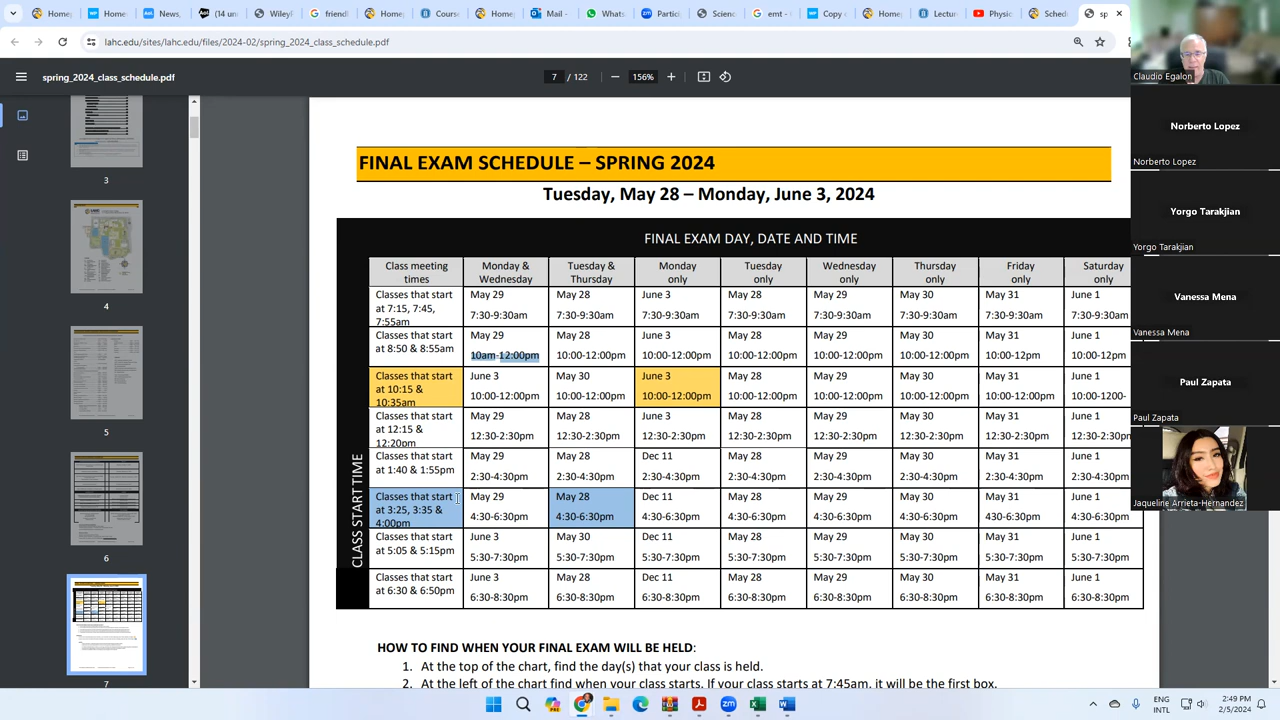 WP Home
Aol News,
(14 un
WileyP
friendl
Home
Cours
Home
Mail -
Whats
Partici
Scienc
emt -
WP Copy
Home
Lectur
Physio
Sched
sp
lahc.edu/sites/lahc.edu/files/2024-02/spring_2024_class_schedule.pdf
spring_2024_class_schedule.pdf
7 / 122
156%
3
4
5
6
7
FINAL EXAM SCHEDULE – SPRING 2024
Tuesday, May 28 – Monday, June 3, 2024
FINAL EXAM DAY, DATE AND TIME
CLASS START TIME
Class meeting times Monday & Wednesday Tuesday & Thursday Monday only Tuesday only Wednesday only Thursday only Friday only Saturday only
Classes that start May 29 May 28 June 3 May 28 May 29 May 30 May 31 June 1
at 7:15, 7:45, 7:30-9:30am 7:30-9:30am 7:30-9:30am 7:30-9:30am 7:30-9:30am 7:30-9:30am 7:30-9:30am 7:30-9:30am
7:55am
Classes that start May 29 May 28 June 3 May 28 May 29 May 30 May 31 June 1
at 8:50 & 8:55am 10am-12:00pm 10:00-12:00pm 10:00-12:00pm 10:00-12:00pm 10:00-12:00pm 10:00-12:00pm 10:00-12pm 10:00-12pm
Classes that start June 3 May 30 June 3 May 28 May 29 May 30 May 31 June 1
at 10:15 & 10:00-12:00pm 10:00-12:00pm 10:00-12:00pm 10:00-12:00pm 10:00-12:00pm 10:00-12:00pm 10:00-12:00pm 10:00-1200-
10:35am
Classes that start May 29 May 28 June 3 May 28 May 29 May 30 May 31 June 1
at 12:15 & 12:30-2:30pm 12:30-2:30pm 12:30-2:30pm 12:30-2:30pm 12:30-2:30pm 12:30-2:30pm 12:30-2:30pm 12:30-2:30pm
12:20pm
Classes that start May 29 May 28 Dec 11 May 28 May 29 May 30 May 31 June 1
at 1:40 & 1:55pm 2:30-4:30pm 2:30-4:30pm 2:30-4:30pm 2:30-4:30pm 2:30-4:30pm 2:30-4:30pm 2:30-4:30pm 2:30-4:30pm
Classes that start May 29 May 28 Dec 11 May 28 May 29 May 30 May 31 June 1
at 3:25, 3:35 & 4:30-6:30pm 4:30-6:30pm 4:30-6:30pm 4:30-6:30pm 4:30-6:30pm 4:30-6:30pm 430-6:30pm 4:30-6:30pm
4:00pm
Classes that start June 3 May 30 Dec 11 May 28 May 29 May 30 May 31 June 1
at 5:05 & 5:15pm 5:30-7:30pm 5:30-7:30pm 5:30-7:30pm 5:30-7:30pm 5:30-7:30pm 5:30-7:30pm 5:30-7:30pm 5:30-7:30pm
Classes that start June 3 May 28 Dec 11 May 28 May 29 May 30 May 31 June 1
at 6:30 & 6:50pm 6:30-8:30pm 6:30-8:30pm 6:30-8:30pm 6:30-8:30pm 6:30-8:30pm 6:30-8:30pm 6:30-8:30pm 6:30-8:30pm
HOW TO FIND WHEN YOUR FINAL EXAM WILL BE HELD:
1. At the top of the chart, find the day(s) that your class is held.
2. At the left of the chart find when your class starts. If your class starts at 7:45am, it will be the first box.
Claudio Egalon
Norberto Lopez
Norberto Lopez
Yorgo Tarakjian
Yorgo Tarakjian
Vanessa Mena
Vanessa Mena
Paul Zapata
Paul Zapata
Jaqueline Arrieta-Hernandez
ENG
INTL
2:49 PM
2/5/2024